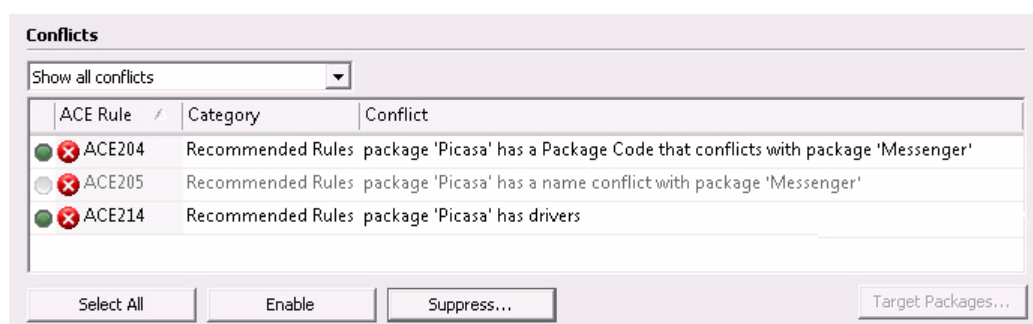 Conflicts
Show all conflicts
ACE Rule Category Conflict
ACE204 Recommended Rules package 'Picasa' has a Package Code that conflicts with package 'Messenger'
ACE205 Recommended Rules package 'Picasa' has a name conflict with package 'Messenger'
ACE214 Recommended Rules package 'Picasa' has drivers
Select All Enable Suppress... Target Packages...